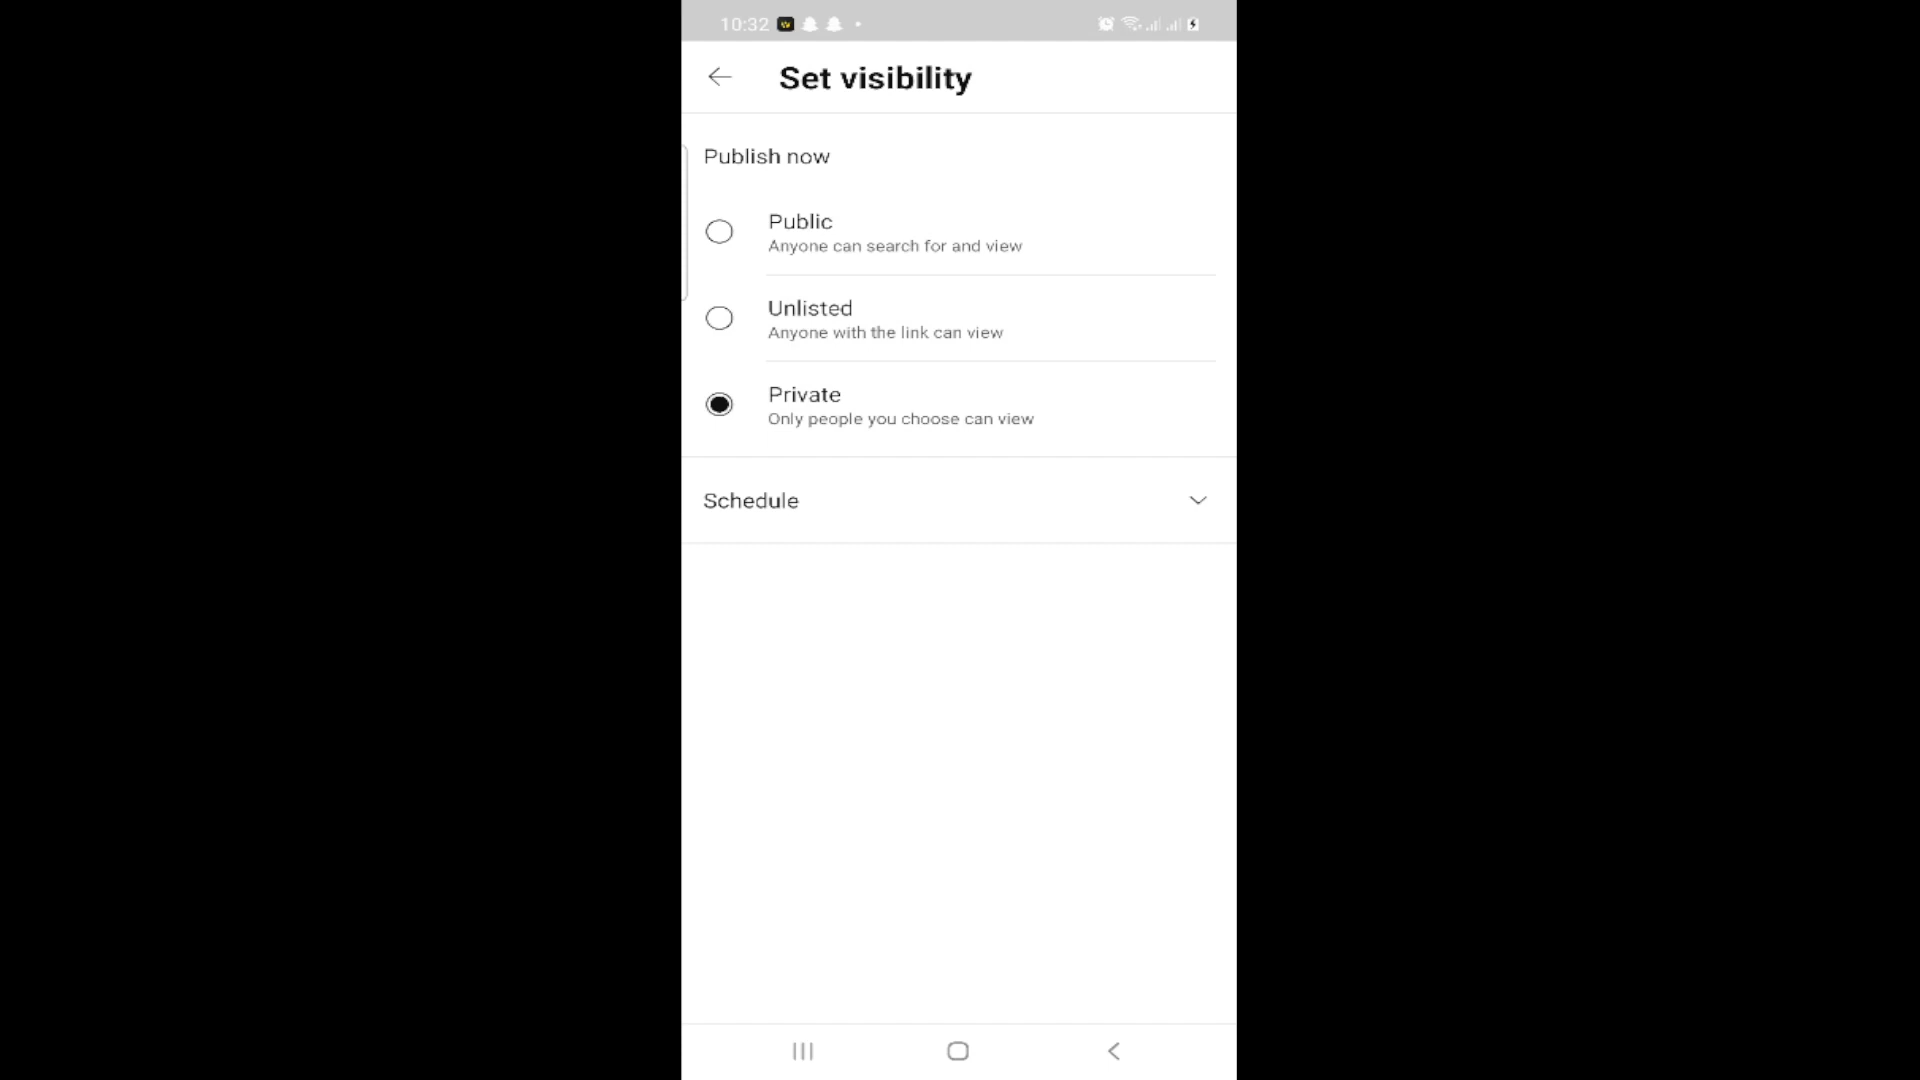 10:32
Set visibility
Publish now
Public
Anyone can search for and view
Unlisted
Anyone with the link can view
Private
Only people you choose can view
Schedule